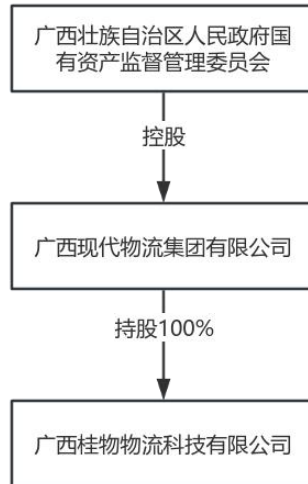 广西壮族自治区人民政府国
有资产监督管理委员会
控股
广西现代物流集团有限公司
持股100%
广西桂物物流科技有限公司